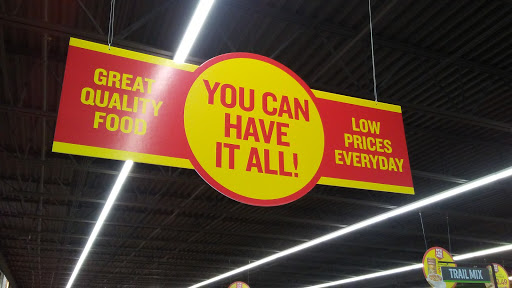 GREAT
QUALITY
FOOD
YOU CAN
HAVE
IT ALL!
LOW
PRICES
EVERYDAY
TRAIL MIX